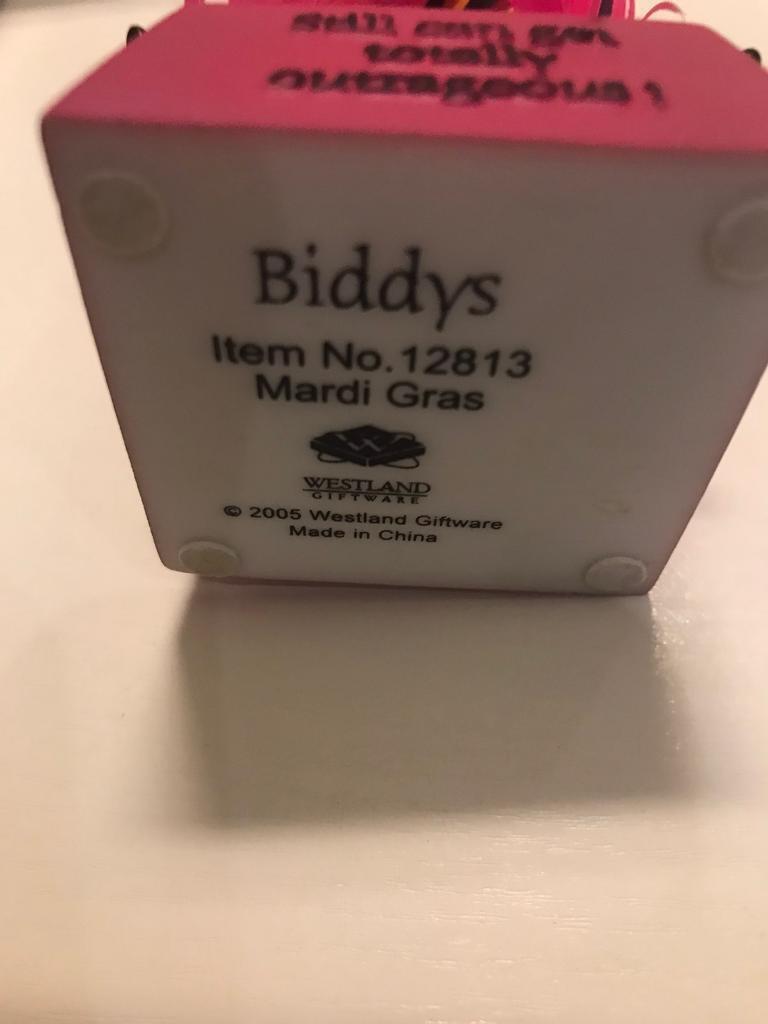 Still can get
totally
outrageous!
Biddys
Item No.12813
Mardi Gras
W
WESTLAND
GIFTWARE
© 2005 Westland Giftware
Made in China